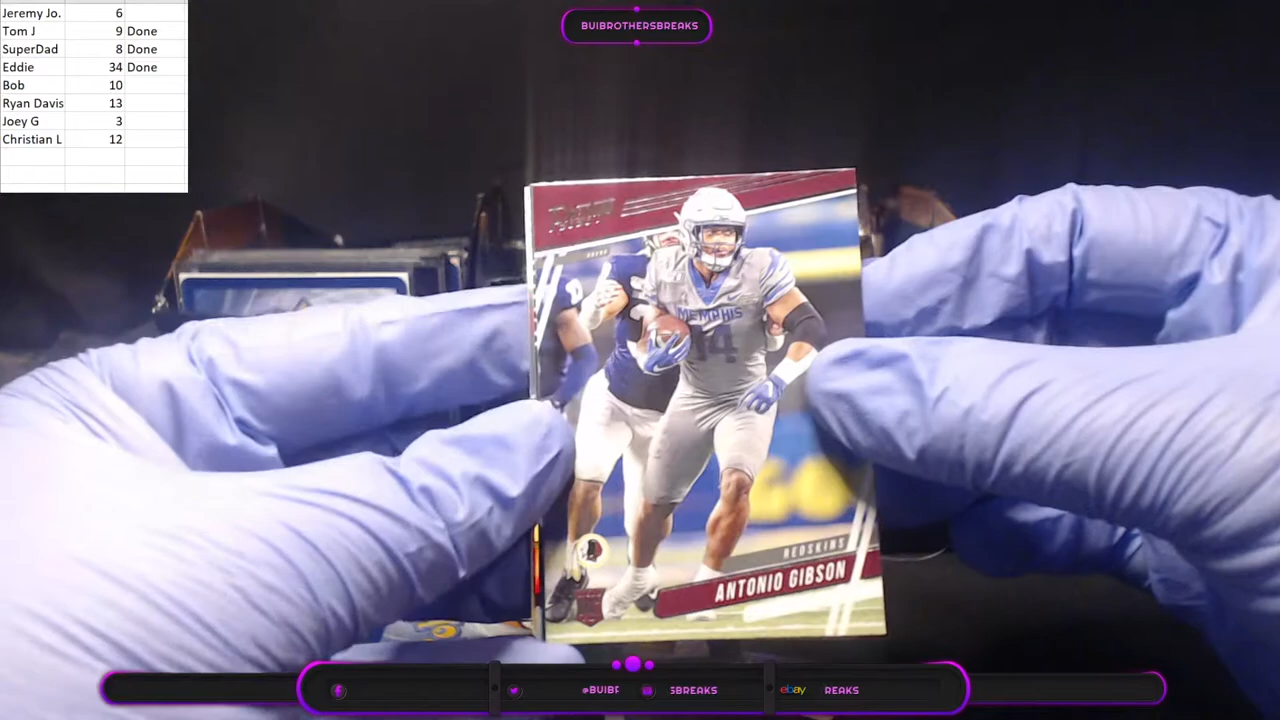 Jeremy Jo. 6
Tom J 9 Done
SuperDad 8 Done
Eddie 34 Done
Bob 10
Ryan Davis 13
Joey G 3
Christian L 12
BUIBROTHERSBREAKS
MEMPHIS
14
REDSKINS
ANTONIO GIBSON
@BUIBF
SBREAKS
ebay
REAKS